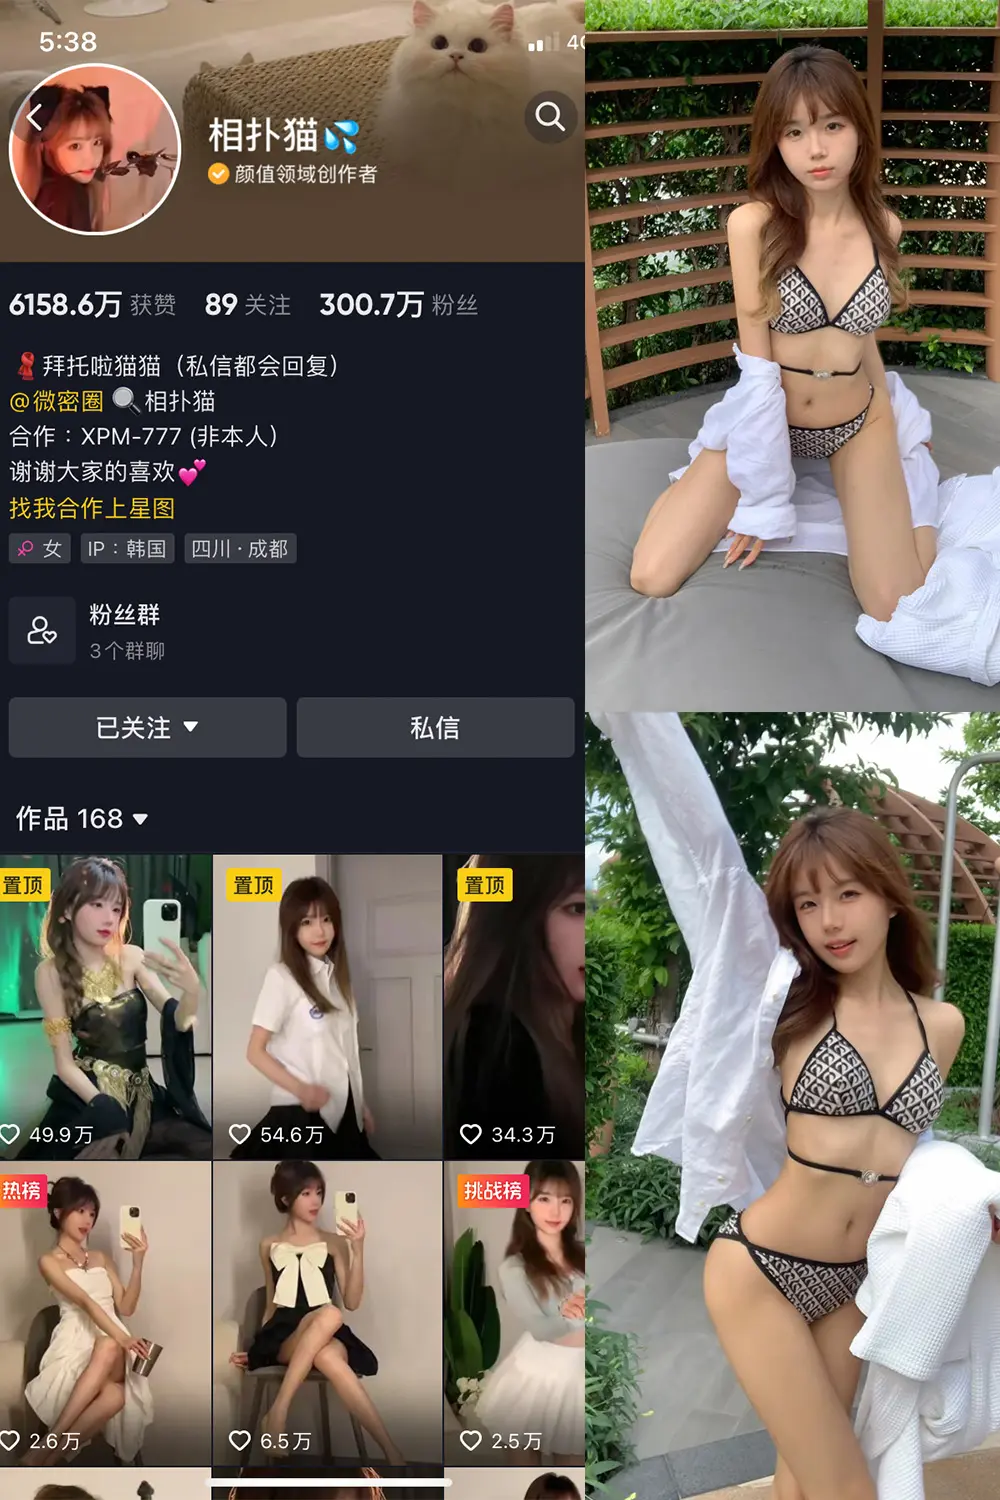 5:38
相扑猫
颜值领域创作者
6158.6万 获赞 89 关注 300.7万 粉丝
拜托啦猫猫（私信都会回复）
@微密圈 相扑猫
合作：XPM-777 (非本人)
谢谢大家的喜欢
找我合作上星图
女 IP：韩国 四川·成都
粉丝群
3个群聊
已关注 私信
作品 168
置顶 置顶 置顶
49.9万 54.6万 34.3万
热榜 挑战榜
2.6万 6.5万 2.5万